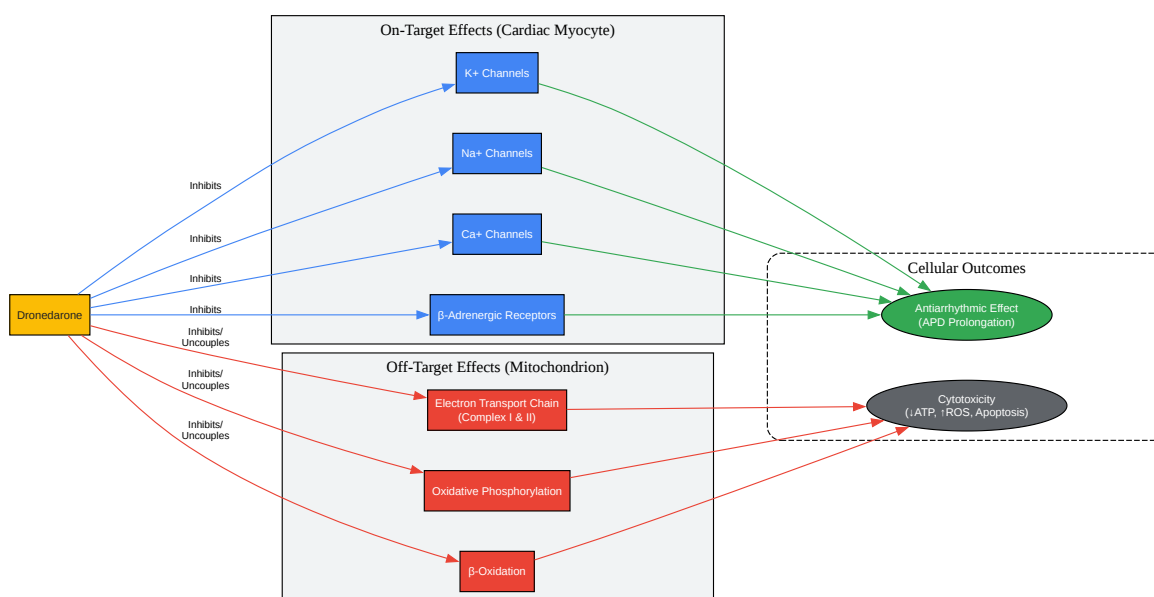 On-Target Effects (Cardiac Myocyte)
K+ Channels
Na+ Channels
Inhibits
Inhibits
Ca+ Channels
Cellular Outcomes
Inhibits
Dronedarone
Inhibits
β-Adrenergic Receptors
Antiarrhythmic Effect
(APD Prolongation)
Inhibits/
Uncouples
Off-Target Effects (Mitochondrion)
Inhibits/
Uncouples
Electron Transport Chain
(Complex I & II)
Cytotoxicity
(↓ATP, ↑ROS, Apoptosis)
Inhibits/
Uncouples
Oxidative Phosphorylation
β-Oxidation